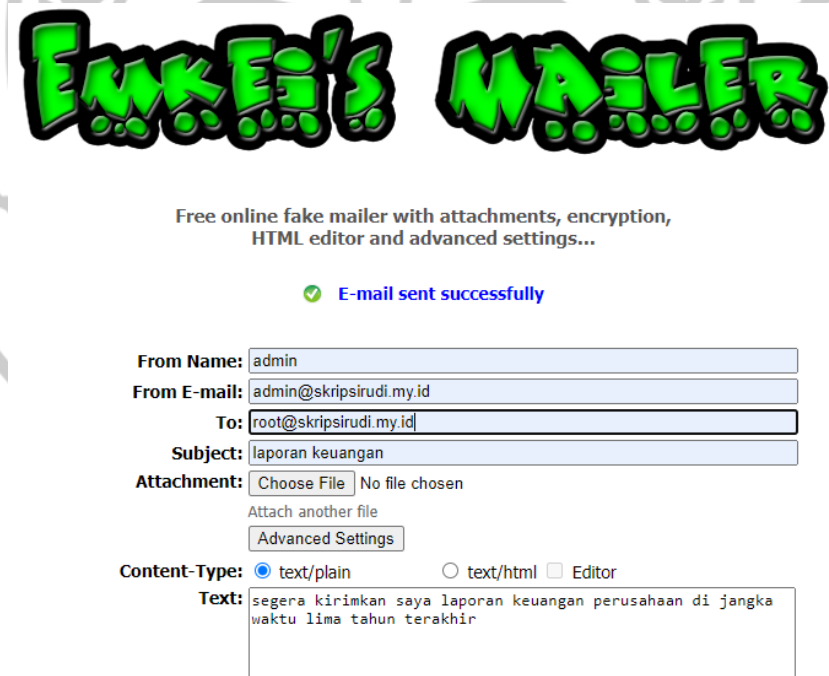 EMKEI'S MAILER
Free online fake mailer with attachments, encryption,
HTML editor and advanced settings...
E-mail sent successfully
From Name: admin
From E-mail: admin@skripsirudi.my.id
To: root@skripsirudi.my.id
Subject: laporan keuangan
Attachment: Choose File No file chosen
Attach another file
Advanced Settings
Content-Type: text/plain text/html Editor
Text: segera kirimkan saya laporan keuangan perusahaan di jangka
waktu lima tahun terakhir